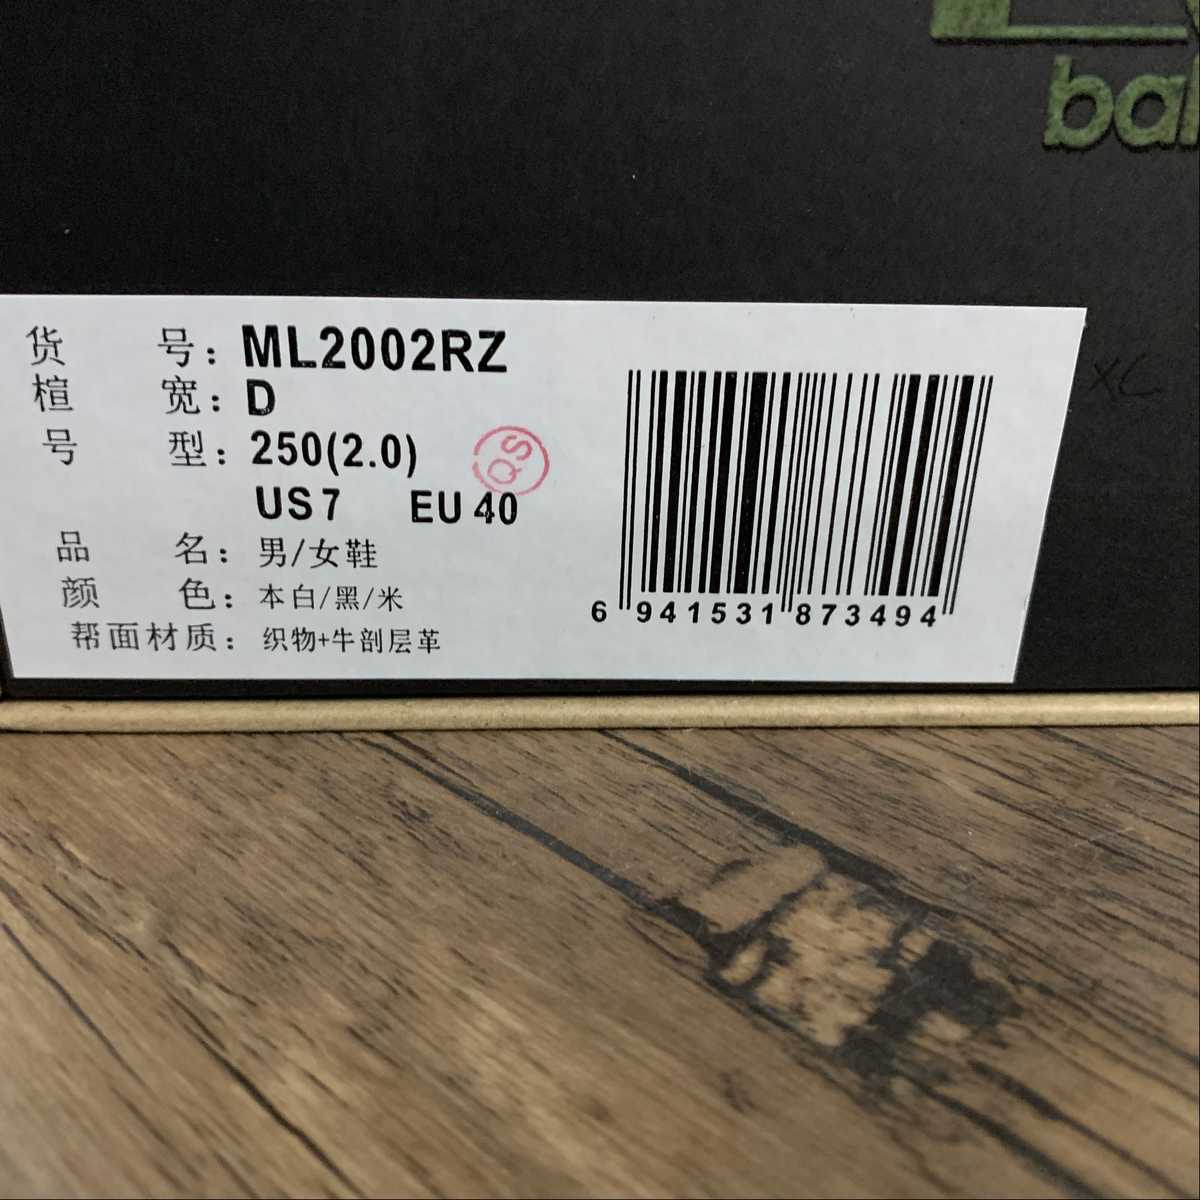 bal
货 号: ML2002RZ
楦 宽: D
号 型: 250(2.0)
QS
US 7 EU 40
品 名: 男/女鞋
颜 色: 本白/黑/米
帮面材质: 织物+牛剖层革
6 941531 873494
XC